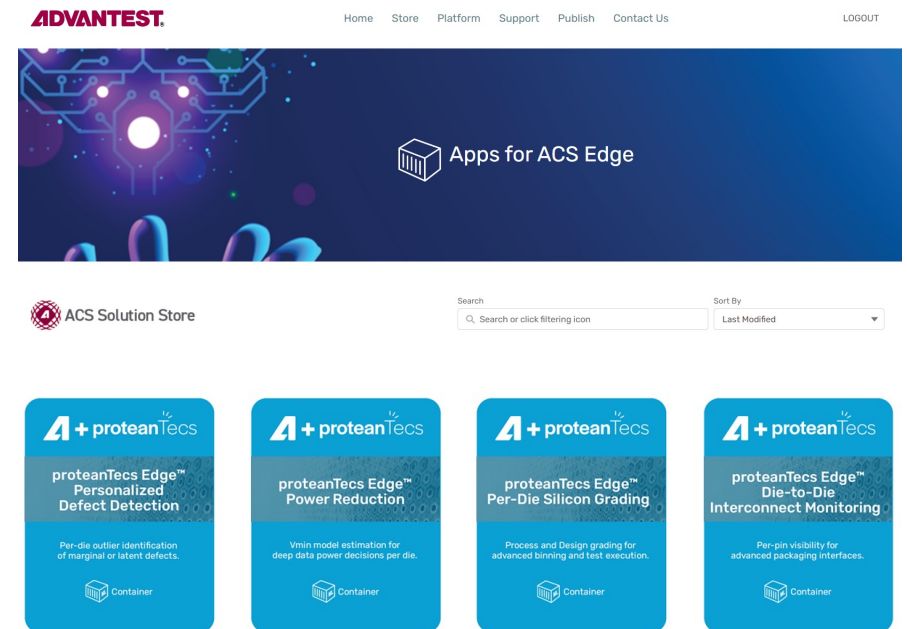 ADVANTEST®
Home Store Platform Support Publish Contact Us LOGOUT
Apps for ACS Edge
ACS Solution Store
Search
Search or click filtering icon
Sort By
Last Modified
A + proteanTecs
proteanTecs Edge™
Personalized
Defect Detection
Per-die outlier identification
of marginal or latent defects.
Container
A + proteanTecs
proteanTecs Edge™
Power Reduction
Vmin model estimation for
deep data power decisions per die.
Container
A + proteanTecs
proteanTecs Edge™
Per-Die Silicon Grading
Process and Design grading for
advanced binning and test execution.
Container
A + proteanTecs
proteanTecs Edge™
Die-to-Die
Interconnect Monitoring
Per-pin visibility for
advanced packaging interfaces.
Container